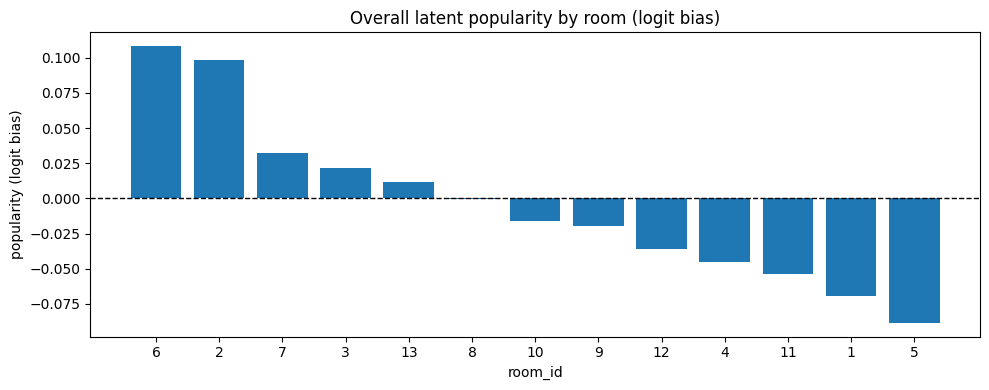 Overall latent popularity by room (logit bias)
popularity (logit bias)
0.100
0.075
0.050
0.025
0.000
−0.025
−0.050
−0.075
6 2 7 3 13 8 10 9 12 4 11 1 5
room_id